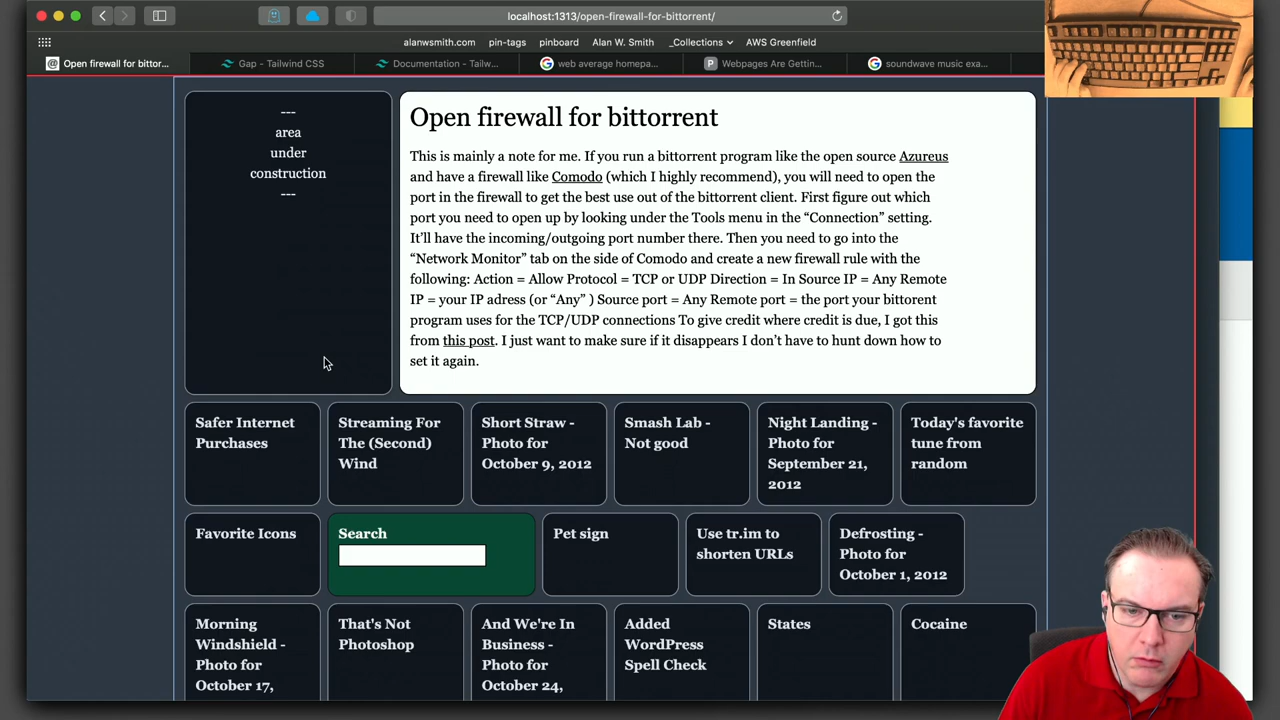 localhost:1313/open-firewall-for-bittorrent/
alanwsmith.com pin-tags pinboard Alan W. Smith _Collections AWS Greenfield
Open firewall for bittor... Gap - Tailwind CSS Documentation - Tailw... web average homepa... Webpages Are Gettin... soundwave music exa...
---
area
under
construction
---
Open firewall for bittorrent
This is mainly a note for me. If you run a bittorrent program like the open source Azureus
and have a firewall like Comodo (which I highly recommend), you will need to open the
port in the firewall to get the best use out of the bittorrent client. First figure out which
port you need to open up by looking under the Tools menu in the “Connection” setting.
It’ll have the incoming/outgoing port number there. Then you need to go into the
“Network Monitor” tab on the side of Comodo and create a new firewall rule with the
following: Action = Allow Protocol = TCP or UDP Direction = In Source IP = Any Remote
IP = your IP adress (or “Any” ) Source port = Any Remote port = the port your bittorent
program uses for the TCP/UDP connections To give credit where credit is due, I got this
from this post. I just want to make sure if it disappears I don’t have to hunt down how to
set it again.
Safer Internet
Purchases
Streaming For
The (Second)
Wind
Short Straw -
Photo for
October 9, 2012
Smash Lab -
Not good
Night Landing -
Photo for
September 21,
2012
Today's favorite
tune from
random
Favorite Icons
Search
Pet sign
Use tr.im to
shorten URLs
Defrosting -
Photo for
October 1, 2012
Morning
Windshield -
Photo for
October 17,
That's Not
Photoshop
And We're In
Business -
Photo for
October 24,
Added
WordPress
Spell Check
States
Cocaine